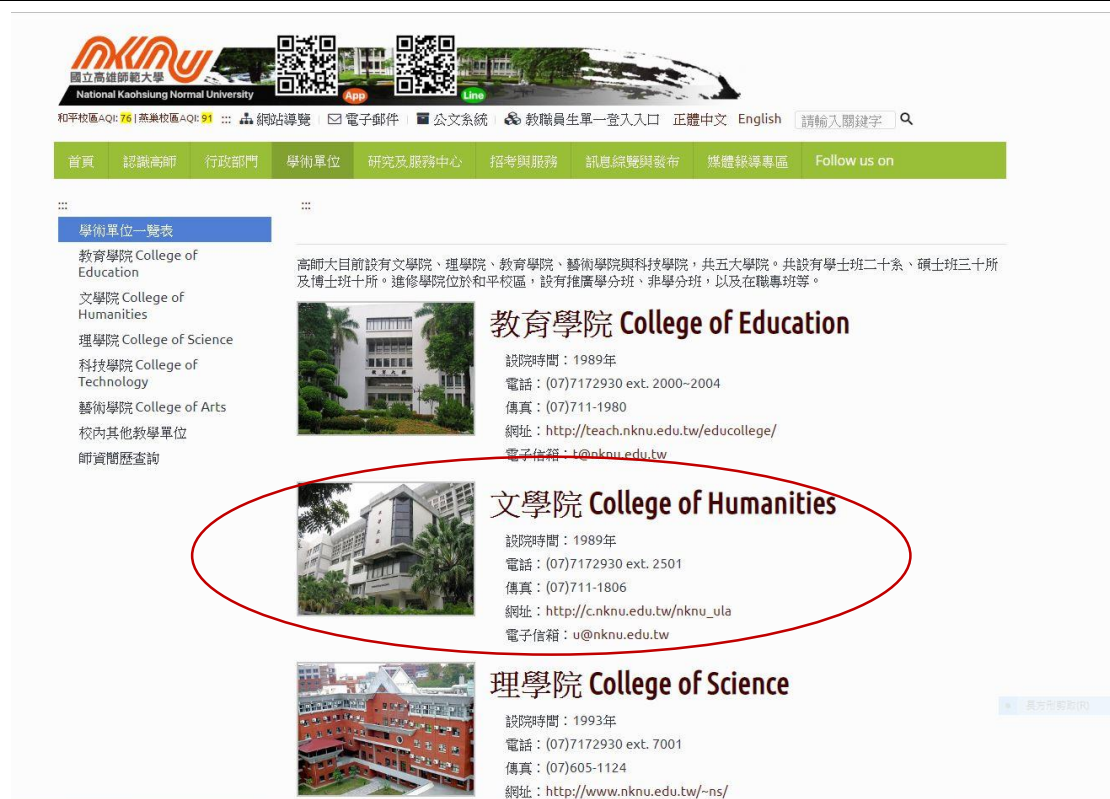 nknu
國立高雄師範大學
National Kaohsiung Normal University
App
Line
和平校區AQI: 76 | 燕巢校區AQI: 91 ::: 網站導覽 電子郵件 公文系統 教職員生單一登入入口 正體中文 English 請輸入關鍵字
首頁 認識高師 行政部門 學術單位 研究及服務中心 招考與服務 訊息綜覽與發布 媒體報導專區 Follow us on
:::
學術單位一覽表
教育學院 College of
Education
文學院 College of
Humanities
理學院 College of Science
科技學院 College of
Technology
藝術學院 College of Arts
校內其他教學單位
師資簡歷查詢
:::
高師大目前設有文學院、理學院、教育學院、藝術學院與科技學院，共五大學院。共設有學士班二十系、碩士班三十所
及博士班十所。進修學院位於和平校區，設有推廣學分班、非學分班，以及在職專班等。
教育學院 College of Education
設院時間：1989年
電話：(07)7172930 ext. 2000~2004
傳真：(07)711-1980
網址：http://teach.nknu.edu.tw/educollege/
電子信箱：t@nknu.edu.tw
文學院 College of Humanities
設院時間：1989年
電話：(07)7172930 ext. 2501
傳真：(07)711-1806
網址：http://c.nknu.edu.tw/nknu_ula
電子信箱：u@nknu.edu.tw
理學院 College of Science
設院時間：1993年
電話：(07)7172930 ext. 7001
傳真：(07)605-1124
網址：http://www.nknu.edu.tw/~ns/